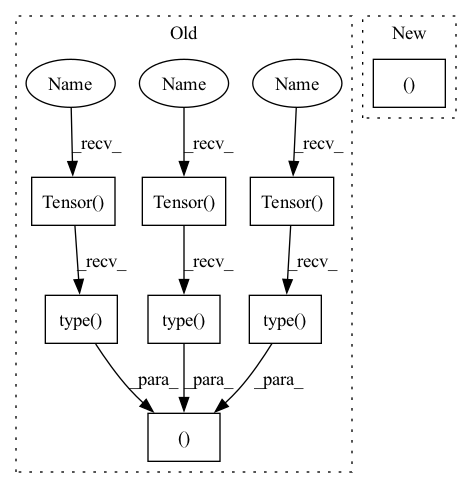 Old
New
Name
Name
Name
()
_recv_
_recv_
_recv_
Tensor()
Tensor()
Tensor()
_recv_
_recv_
_recv_
type()
type()
type()
_para_
_para_
_para_
()